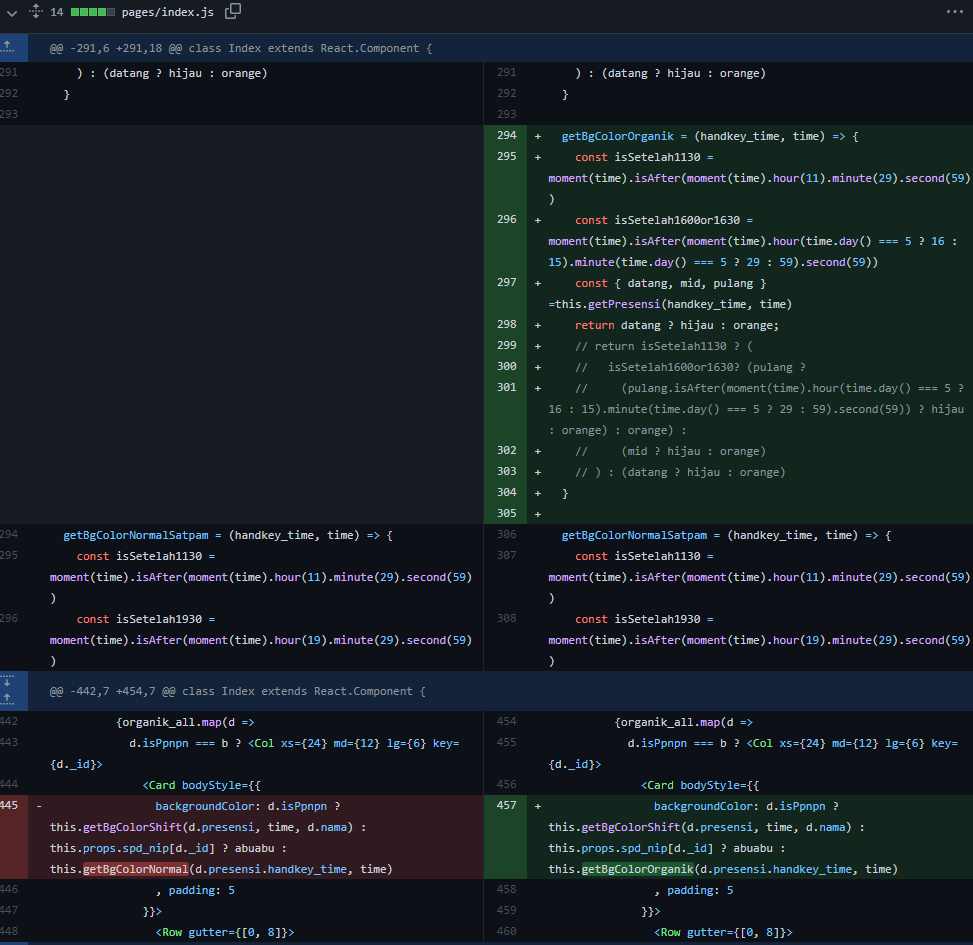 14 pages/index.js
@@ -291,6 +291,18 @@ class Index extends React.Component {
291 ) : (datang ? hijau : orange)
292 }
293
291 ) : (datang ? hijau : orange)
292 }
293
294 + getBgColorOrganik = (handkey_time, time) => {
295 + const isSetelah1130 =
moment(time).isAfter(moment(time).hour(11).minute(29).second(59)
)
296 + const isSetelah1600or1630 =
moment(time).isAfter(moment(time).hour(time.day() === 5 ? 16 :
15).minute(time.day() === 5 ? 29 : 59).second(59))
297 + const { datang, mid, pulang }
=this.getPresensi(handkey_time, time)
298 + return datang ? hijau : orange;
299 + // return isSetelah1130 ? (
300 + //   isSetelah1600or1630? (pulang ?
301 + //     (pulang.isAfter(moment(time).hour(time.day() === 5 ?
16 : 15).minute(time.day() === 5 ? 29 : 59).second(59)) ? hijau
: orange) : orange) :
302 + //     (mid ? hijau : orange)
303 + // ) : (datang ? hijau : orange)
304 + }
305 +
294 getBgColorNormalSatpam = (handkey_time, time) => {
295 const isSetelah1130 =
moment(time).isAfter(moment(time).hour(11).minute(29).second(59)
)
296 const isSetelah1930 =
moment(time).isAfter(moment(time).hour(19).minute(29).second(59)
)
306 getBgColorNormalSatpam = (handkey_time, time) => {
307 const isSetelah1130 =
moment(time).isAfter(moment(time).hour(11).minute(29).second(59)
)
308 const isSetelah1930 =
moment(time).isAfter(moment(time).hour(19).minute(29).second(59)
)
@@ -442,7 +454,7 @@ class Index extends React.Component {
442 {organik_all.map(d =>
443 d.isPpnpn === b ? <Col xs={24} md={12} lg={6} key=
{d._id}>
444 <Card bodyStyle={{
445 - backgroundColor: d.isPpnpn ?
this.getBgColorShift(d.presensi, time, d.nama) :
this.props.spd_nip[d._id] ? abuabu :
this.getBgColorNormal(d.presensi.handkey_time, time)
446 , padding: 5
447 }}>
448 <Row gutter={[0, 8]}>
454 {organik_all.map(d =>
455 d.isPpnpn === b ? <Col xs={24} md={12} lg={6} key=
{d._id}>
456 <Card bodyStyle={{
457 + backgroundColor: d.isPpnpn ?
this.getBgColorShift(d.presensi, time, d.nama) :
this.props.spd_nip[d._id] ? abuabu :
this.getBgColorOrganik(d.presensi.handkey_time, time)
458 , padding: 5
459 }}>
460 <Row gutter={[0, 8]}>